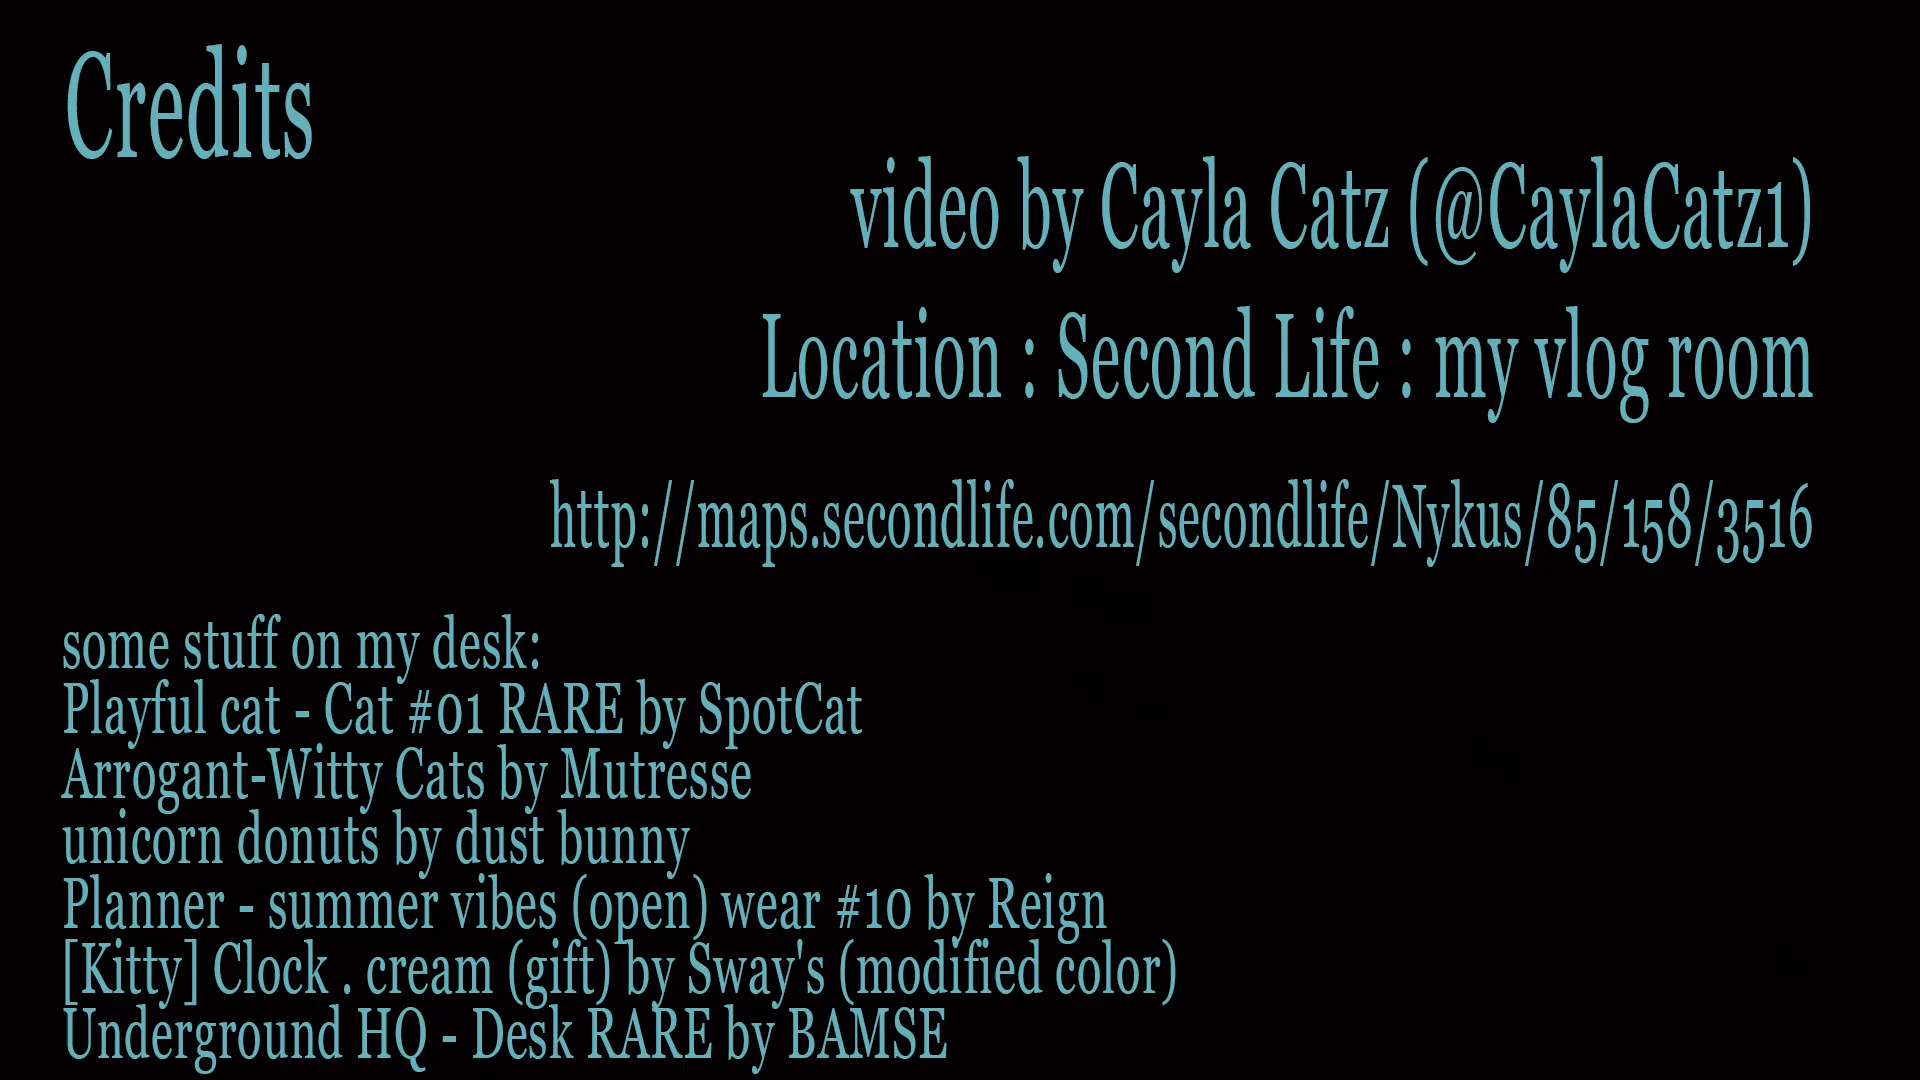 Credits
video by Cayla Catz (@CaylaCatz1)
Location : Second Life : my vlog room
http://maps.secondlife.com/secondlife/Nykus/85/158/3516
some stuff on my desk:
Playful cat - Cat #01 RARE by SpotCat
Arrogant-Witty Cats by Mutresse
unicorn donuts by dust bunny
Planner - summer vibes (open) wear #10 by Reign
[Kitty] Clock . cream (gift) by Sway's (modified color)
Underground HQ - Desk RARE by BAMSE